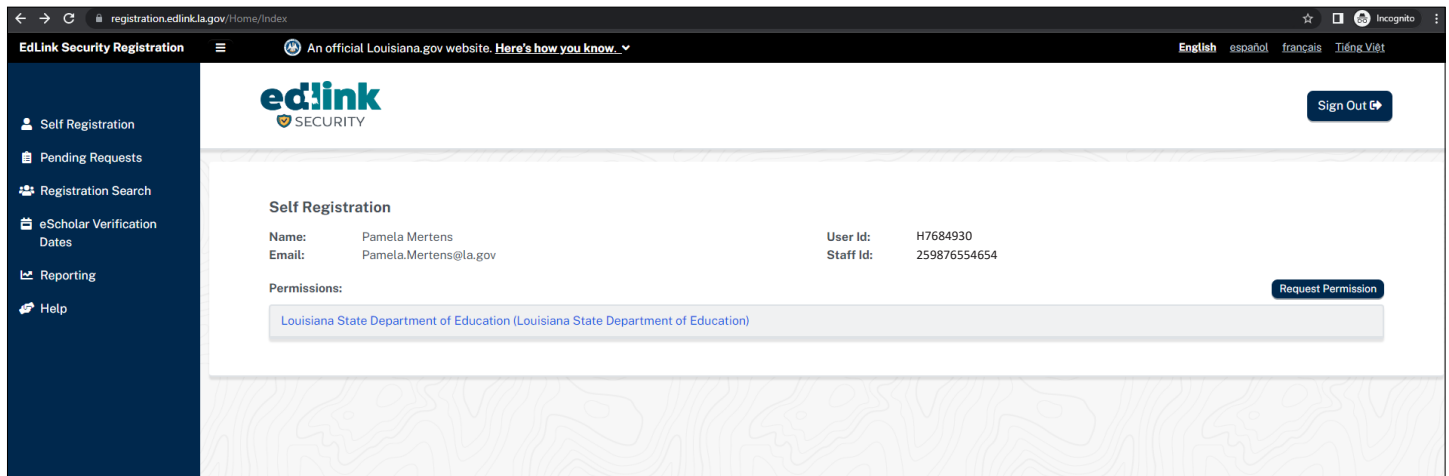 registration.edlink.la.gov/Home/Index
Incognito
EdLink Security Registration
An official Louisiana.gov website. Here's how you know.
English español français Tiếng Việt
edlink
SECURITY
Sign Out
Self Registration
Pending Requests
Registration Search
eScholar Verification
Dates
Reporting
Help
Self Registration
Name: Pamela Mertens User Id: H7684930
Email: Pamela.Mertens@la.gov Staff Id: 259876554654
Permissions: Request Permission
Louisiana State Department of Education (Louisiana State Department of Education)